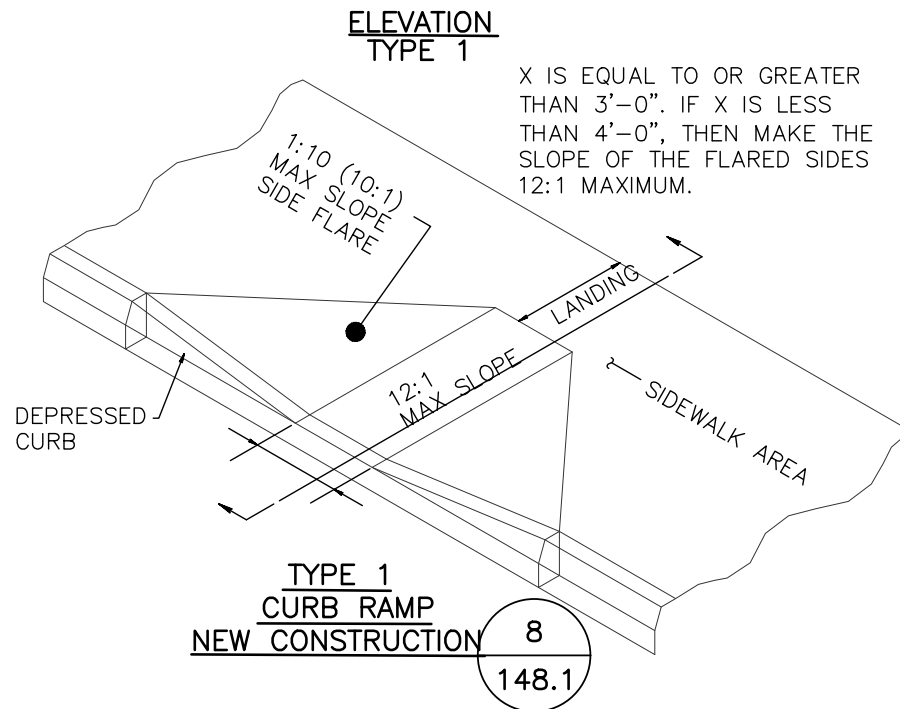 ELEVATION
TYPE 1
X IS EQUAL TO OR GREATER
THAN 3'-0". IF X IS LESS
THAN 4'-0", THEN MAKE THE
SLOPE OF THE FLARED SIDES
12:1 MAXIMUM.
1:10 (10:1)
MAX SLOPE
SIDE FLARE
LANDING
12:1
MAX SLOPE
SIDEWALK AREA
DEPRESSED
CURB
TYPE 1
CURB RAMP
NEW CONSTRUCTION
8
148.1